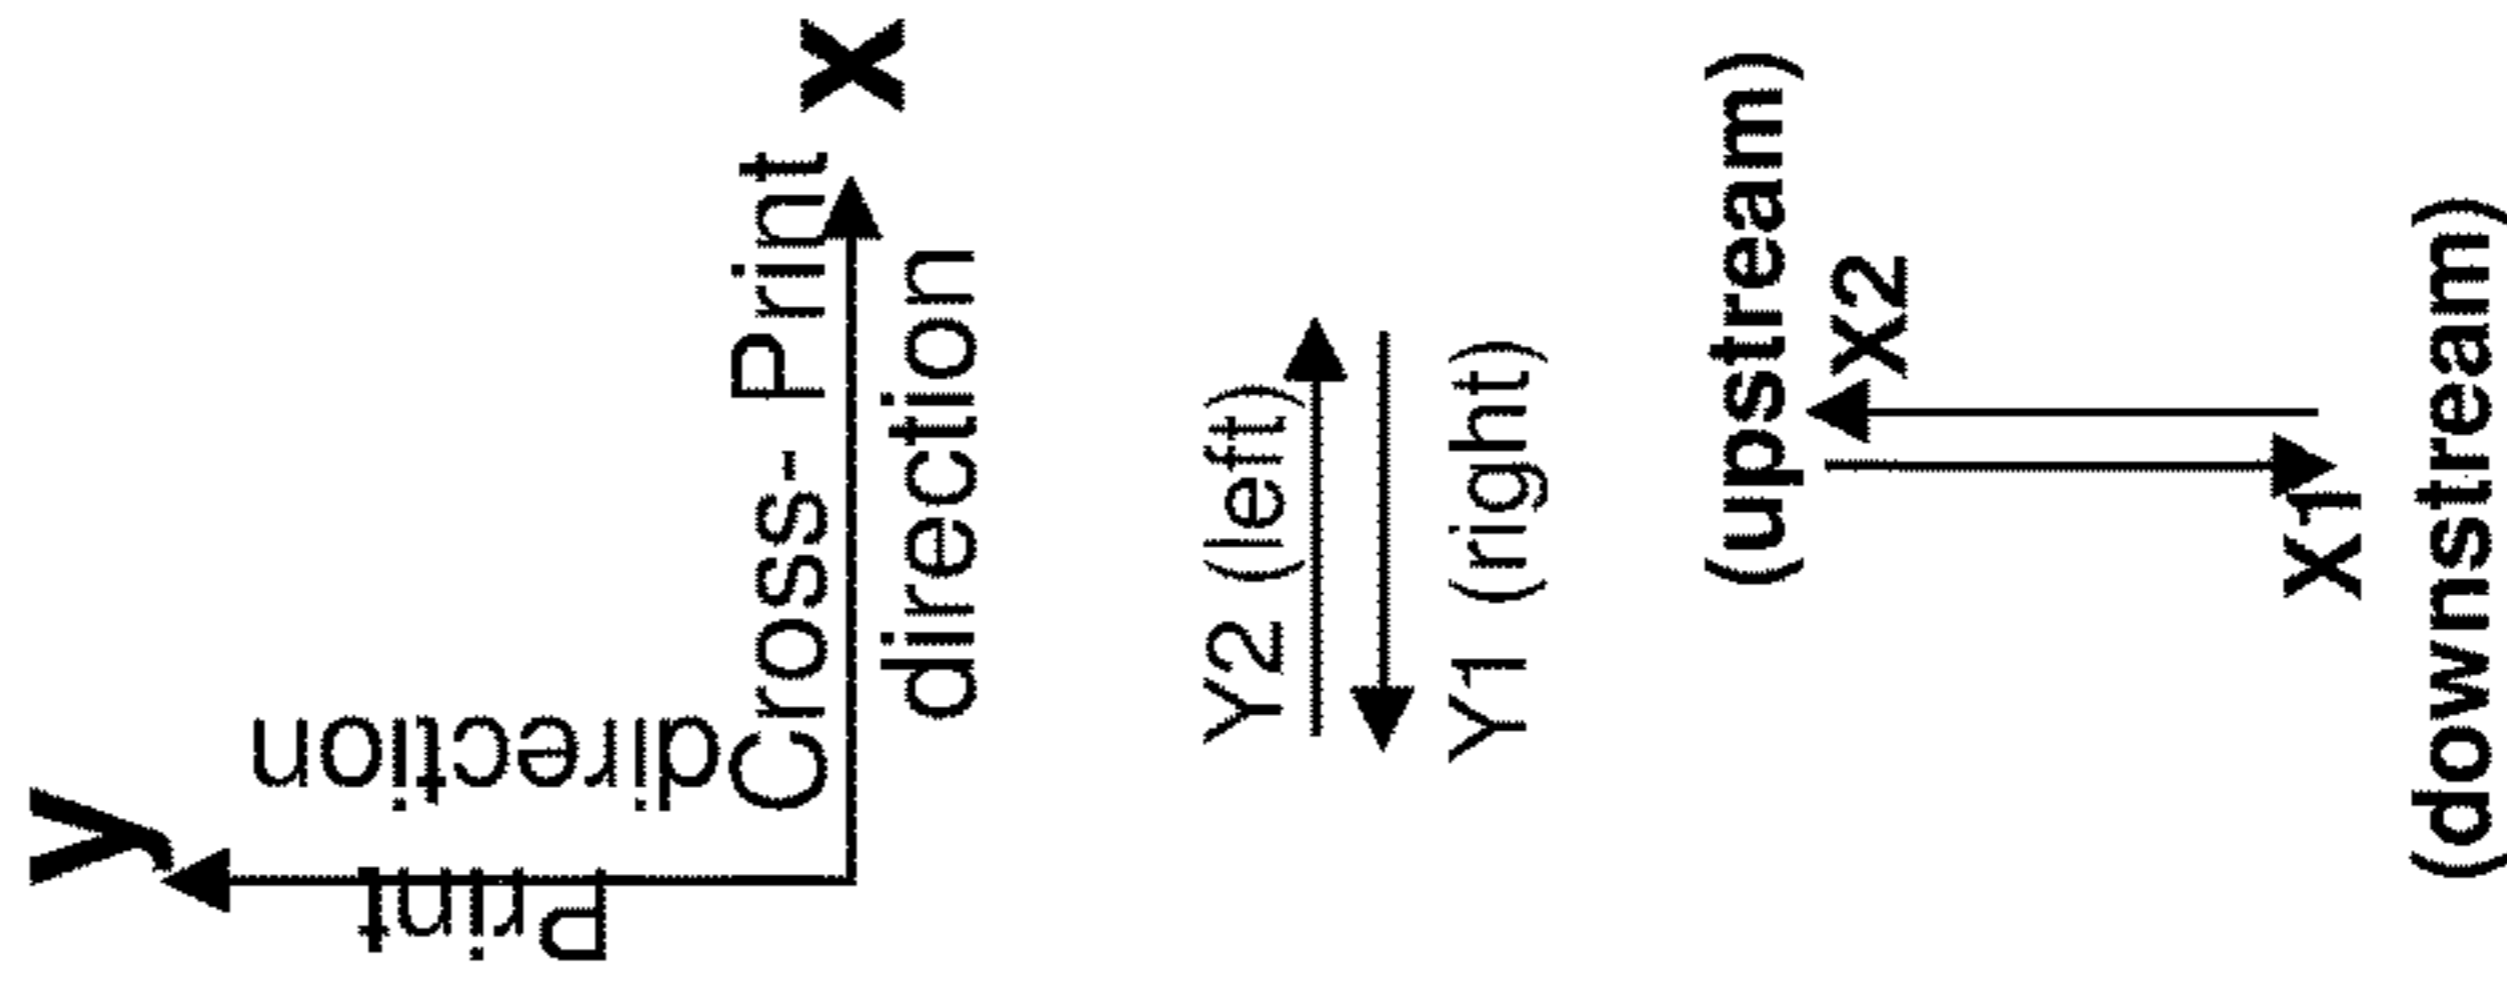 y
Print
direction
Cross- Print
direction
x
Y2 (left)
Y1 (right)
(upstream)
x2
x1
(downstream)